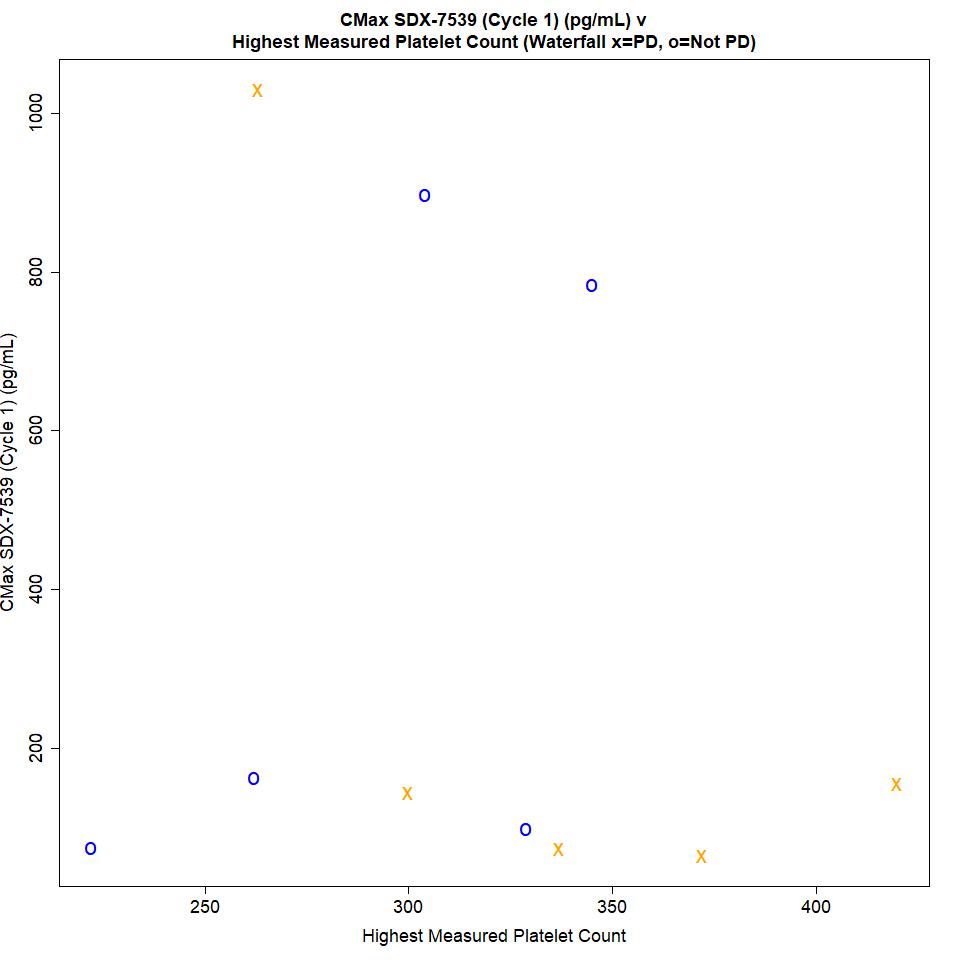 CMax SDX-7539 (Cycle 1) (pg/mL) v
Highest Measured Platelet Count (Waterfall x=PD, o=Not PD)
CMax SDX-7539 (Cycle 1) (pg/mL)
1000
800
600
400
200
X
O
O
O
X
X
O
X
O
X
250
300
350
400
Highest Measured Platelet Count